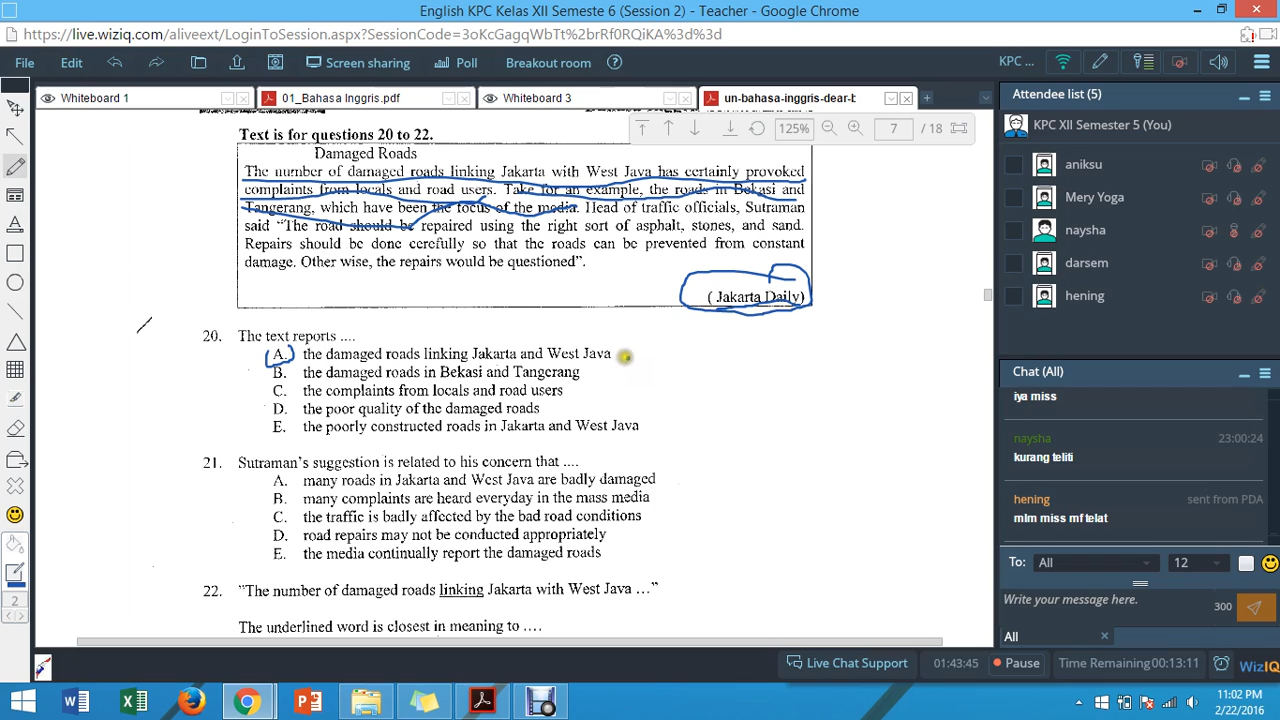 English KPC Kelas XII Semeste 6 (Session 2) - Teacher - Google Chrome
https://live.wiziq.com/aliveext/LoginToSession.aspx?SessionCode=3oKcGagqWbTt%2brRf0RQiKA%3d%3d
File Edit Screen sharing Poll Breakout room KPC ...
Whiteboard 1 01_Bahasa Inggris.pdf Whiteboard 3 un-bahasa-inggris-dear-b
Attendee list (5)
KPC XII Semester 5 (You)
aniksu
Mery Yoga
naysha
darsem
hening
125% 7 / 18
Text is for questions 20 to 22.
Damaged Roads
The number of damaged roads linking Jakarta with West Java has certainly provoked
complaints from locals and road users. Take for an example, the roads in Bekasi and
Tangerang, which have been the focus of the media. Head of traffic officials, Sutraman
said “The road should be repaired using the right sort of asphalt, stones, and sand.
Repairs should be done cerefully so that the roads can be prevented from constant
damage. Other wise, the repairs would be questioned”.
( Jakarta Daily)
20. The text reports ....
A. the damaged roads linking Jakarta and West Java
B. the damaged roads in Bekasi and Tangerang
C. the complaints from locals and road users
D. the poor quality of the damaged roads
E. the poorly constructed roads in Jakarta and West Java
21. Sutraman’s suggestion is related to his concern that ....
A. many roads in Jakarta and West Java are badly damaged
B. many complaints are heard everyday in the mass media
C. the traffic is badly affected by the bad road conditions
D. road repairs may not be conducted appropriately
E. the media continually report the damaged roads
22. “The number of damaged roads linking Jakarta with West Java …”
The underlined word is closest in meaning to ….
Chat (All)
iya miss
naysha 23:00:24
kurang teliti
hening sent from PDA
mlm miss mf telat
To: All 12
Write your message here. 300
All
2
Live Chat Support 01:43:45 Pause Time Remaining 00:13:11 WizIQ
11:02 PM
2/22/2016